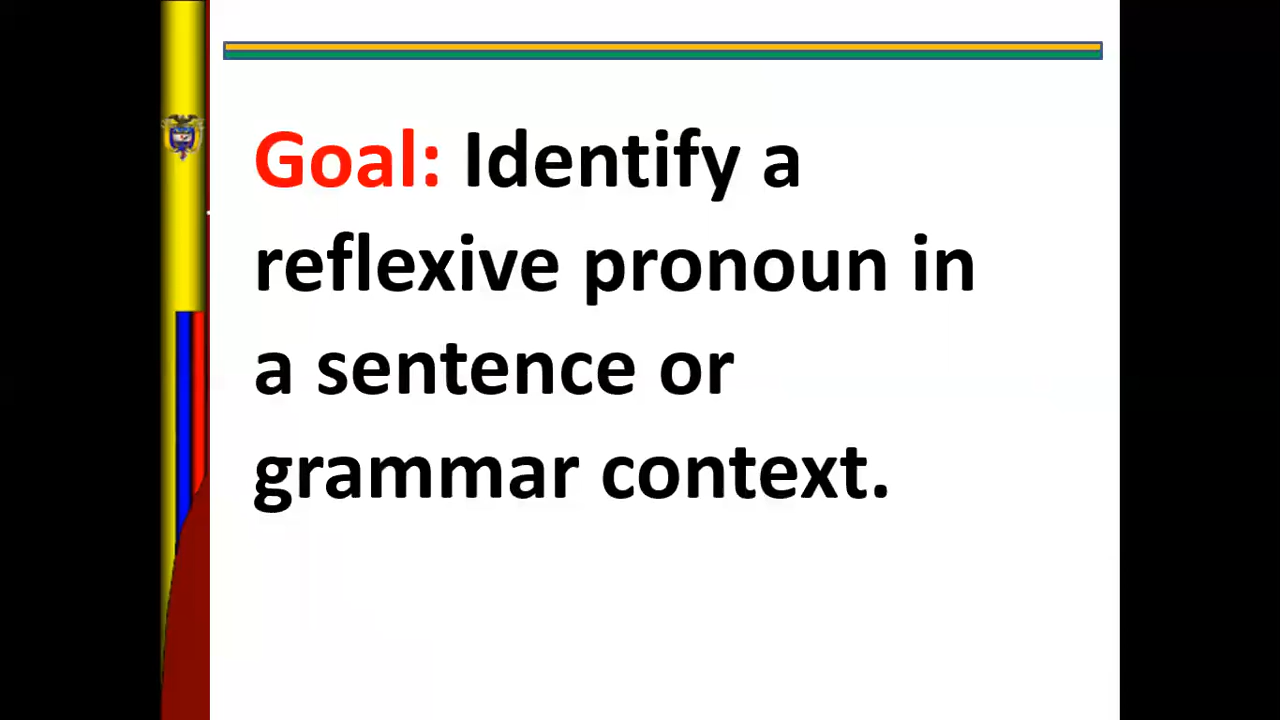 Goal: Identify a
reflexive pronoun in
a sentence or
grammar context.